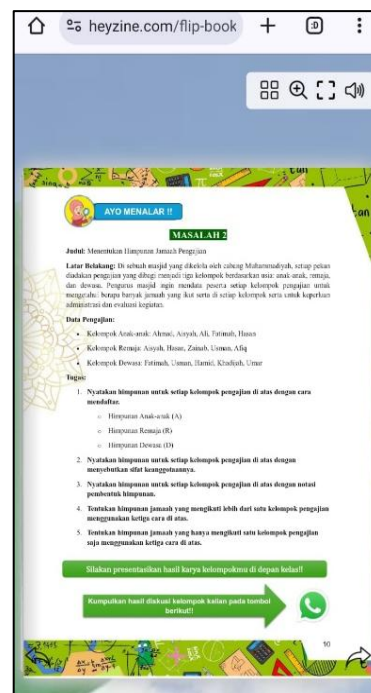 heyzine.com/flip-book
AYO MENALAR !!
MASALAH 2
Judul: Menentukan Himpunan Jamaah Pengajian
Latar Belakang: Di sebuah masjid yang dikelola oleh cabang Muhammadiyah, setiap pekan
diadakan pengajian yang dibagi menjadi tiga kelompok berdasarkan usia: anak-anak, remaja,
dan dewasa. Pengurus masjid ingin mendata peserta setiap kelompok pengajian untuk
mengetahui berapa banyak jamaah yang ikut serta di setiap kelompok serta untuk keperluan
administrasi dan evaluasi kegiatan.
Data Pengajian:
• Kelompok Anak-anak: Ahmad, Aisyah, Ali, Fatimah, Hasan
• Kelompok Remaja: Aisyah, Hasan, Zainab, Usman, Afiq
• Kelompok Dewasa: Fatimah, Usman, Hamid, Khadijah, Umar
Tugas:
1. Nyatakan himpunan untuk setiap kelompok pengajian di atas dengan cara
mendaftar.
○ Himpunan Anak-anak (A)
○ Himpunan Remaja (R)
○ Himpunan Dewasa (D)
2. Nyatakan himpunan untuk setiap kelompok pengajian di atas dengan
menyebutkan sifat keanggotaannya.
3. Nyatakan himpunan untuk setiap kelompok pengajian di atas dengan notasi
pembentuk himpunan.
4. Tentukan himpunan jamaah yang mengikuti lebih dari satu kelompok pengajian
menggunakan ketiga cara di atas.
5. Tentukan himpunan jamaah yang hanya mengikuti satu kelompok pengajian
saja menggunakan ketiga cara di atas.
Silakan presentasikan hasil karya kelompokmu di depan kelas!!
Kumpulkan hasil diskusi kelompok kalian pada tombol
berikut!!